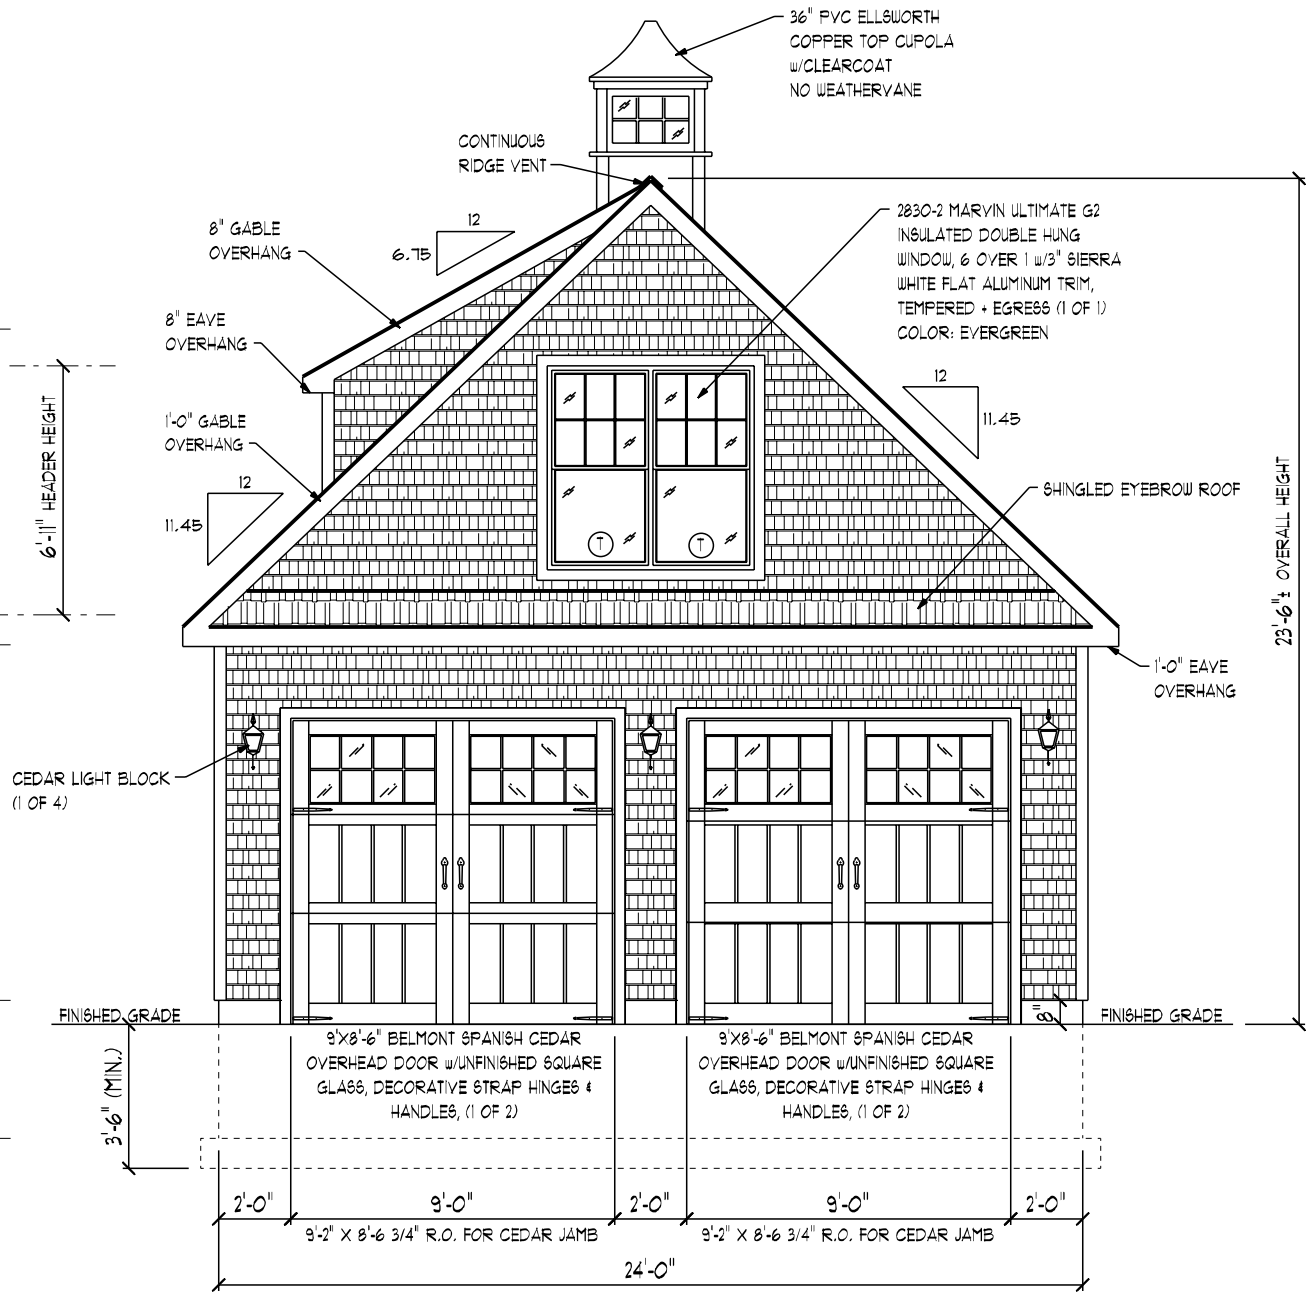 36" PVC ELLSWORTH
COPPER TOP CUPOLA
w/CLEARCOAT
NO WEATHERVANE
CONTINUOUS
RIDGE VENT
8" GABLE
OVERHANG
12
6.75
2830-2 MARVIN ULTIMATE G2
INSULATED DOUBLE HUNG
WINDOW, 6 OVER 1 w/3" SIERRA
WHITE FLAT ALUMINUM TRIM,
TEMPERED + EGRESS (1 OF 1)
COLOR: EVERGREEN
8" EAVE
OVERHANG
12
11.45
1'-0" GABLE
OVERHANG
6'-11" HEADER HEIGHT
12
11.45
SHINGLED EYEBROW ROOF
23'-6"± OVERALL HEIGHT
T
T
1'-0" EAVE
OVERHANG
CEDAR LIGHT BLOCK
(1 OF 4)
FINISHED GRADE
8"
FINISHED GRADE
3'-6" (MIN.)
9'X8'-6" BELMONT SPANISH CEDAR
OVERHEAD DOOR w/UNFINISHED SQUARE
GLASS, DECORATIVE STRAP HINGES &
HANDLES, (1 OF 2)
9'X8'-6" BELMONT SPANISH CEDAR
OVERHEAD DOOR w/UNFINISHED SQUARE
GLASS, DECORATIVE STRAP HINGES &
HANDLES, (1 OF 2)
2'-0"
9'-0"
2'-0"
9'-0"
2'-0"
9'-2" X 8'-6 3/4" R.O. FOR CEDAR JAMB
9'-2" X 8'-6 3/4" R.O. FOR CEDAR JAMB
24'-0"